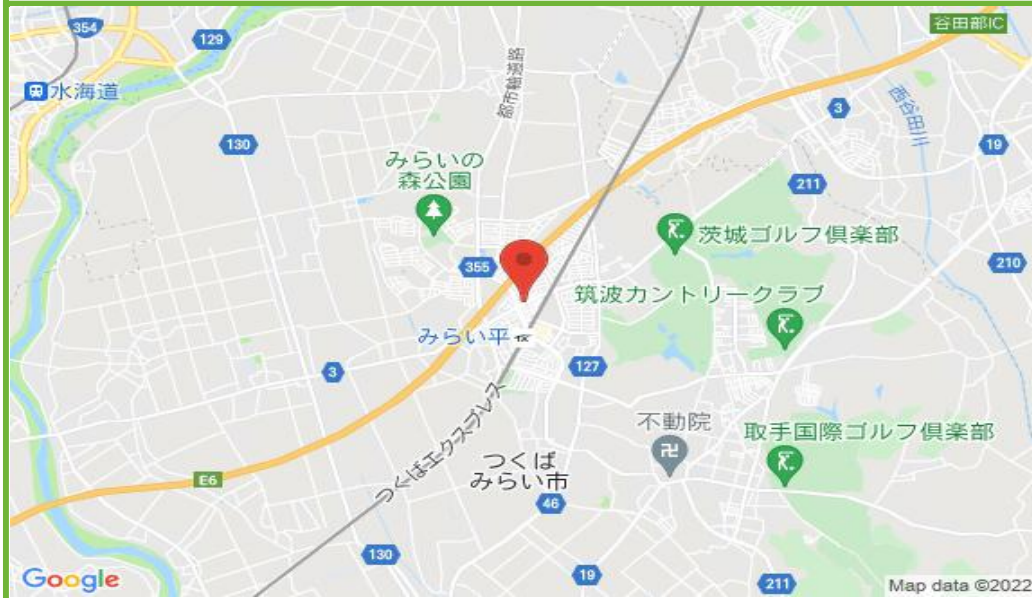 354
129
谷田部IC
水海道
都市軸道路
3
西谷田川
19
130
みらいの
森公園
211
茨城ゴルフ倶楽部
355
210
筑波カントリークラブ
みらい平
3
127
不動院
取手国際ゴルフ倶楽部
つくばエクスプレス
つくば
みらい市
E6
46
130
19
211
Google
Map data ©2022